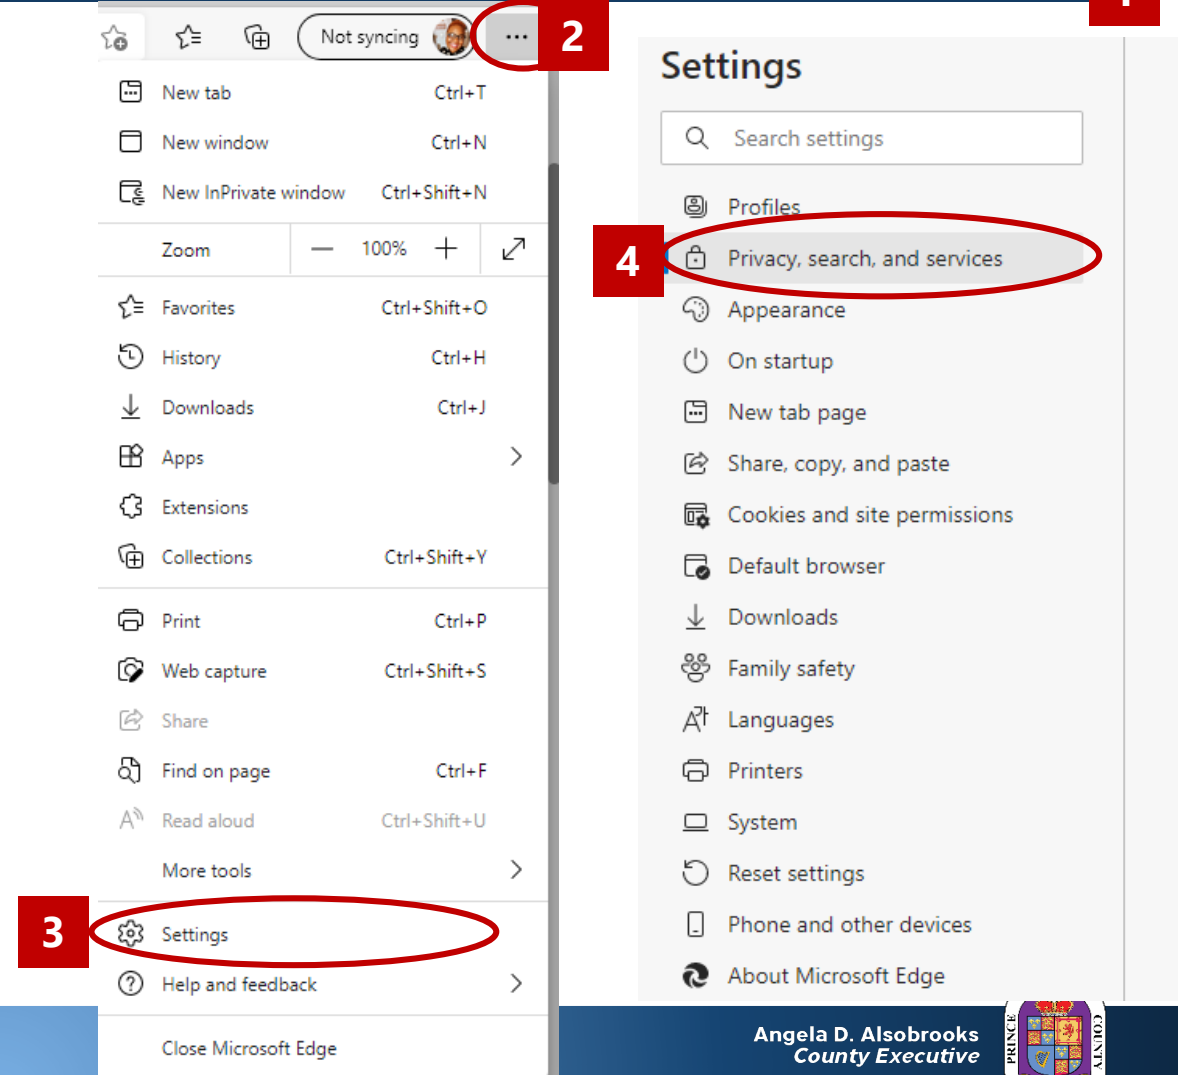 Not syncing
2
New tab Ctrl+T
New window Ctrl+N
New InPrivate window Ctrl+Shift+N
Zoom 100%
Favorites Ctrl+Shift+O
History Ctrl+H
Downloads Ctrl+J
Apps
Extensions
Collections Ctrl+Shift+Y
Print Ctrl+P
Web capture Ctrl+Shift+S
Share
Find on page Ctrl+F
Read aloud Ctrl+Shift+U
More tools
3
Settings
Help and feedback
Close Microsoft Edge
Settings
Search settings
Profiles
4
Privacy, search, and services
Appearance
On startup
New tab page
Share, copy, and paste
Cookies and site permissions
Default browser
Downloads
Family safety
Languages
Printers
System
Reset settings
Phone and other devices
About Microsoft Edge
Angela D. Alsobrooks
County Executive
PRINCE
COUNTY